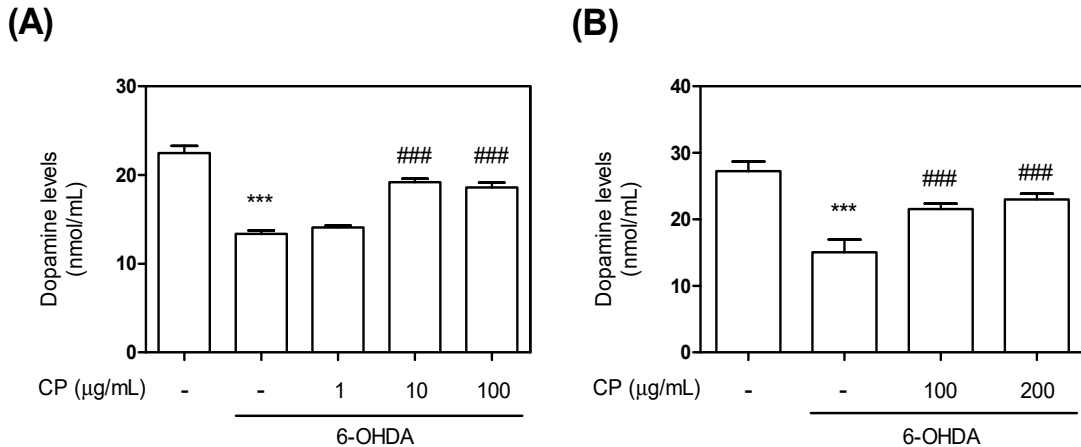 (A)
Dopamine levels
(nmol/mL)
30
20
10
0
***
###
###
CP (μg/mL) - - 1 10 100
6-OHDA
(B)
Dopamine levels
(nmol/mL)
40
30
20
10
0
***
###
###
CP (μg/mL) - - 100 200
6-OHDA